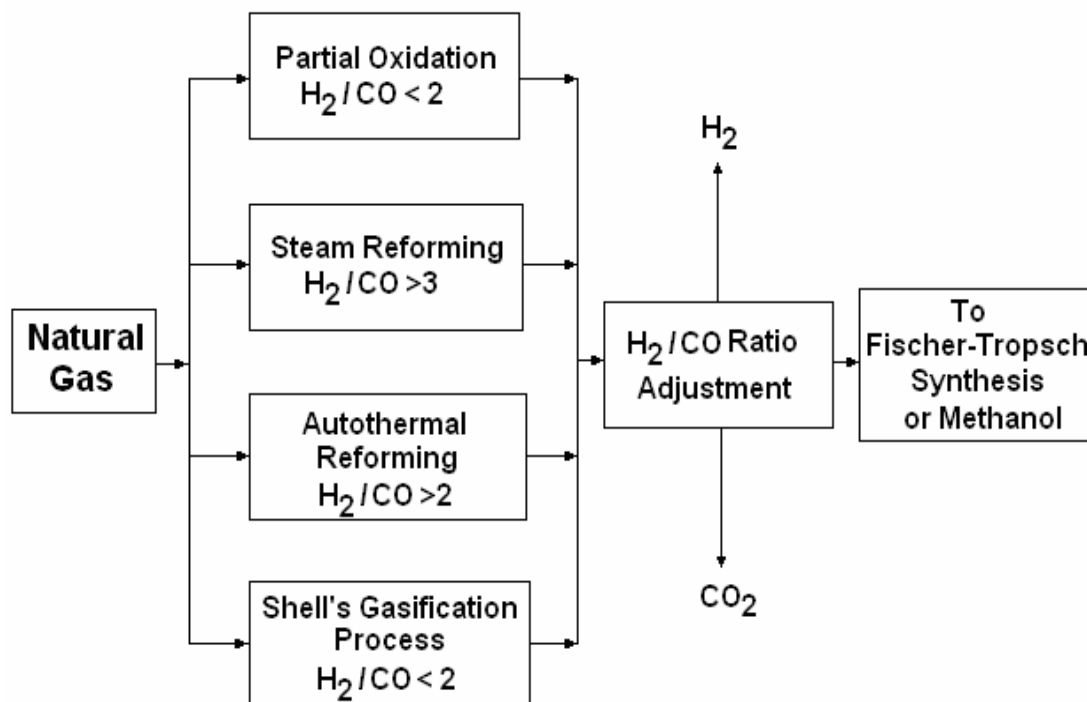 Natural
Gas
Partial Oxidation
H₂ / CO < 2
Steam Reforming
H₂ / CO >3
Autothermal
Reforming
H₂ / CO >2
Shell's Gasification
Process
H₂ / CO < 2
H₂
H₂ / CO Ratio
Adjustment
CO₂
To
Fischer-Tropsch
Synthesis
or Methanol